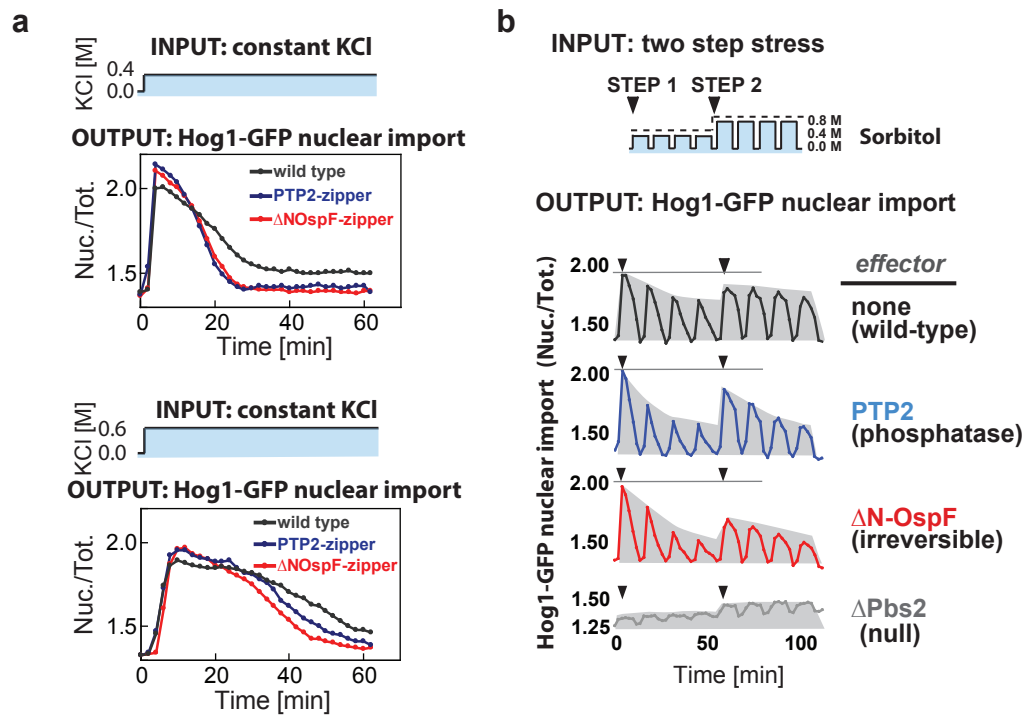 a
INPUT: constant KCl
KCl [M]
0.4
0.0
OUTPUT: Hog1-GFP nuclear import
Nuc./Tot.
2.0
1.5
wild type
PTP2-zipper
ΔNOspF-zipper
0 20 40 60
Time [min]
INPUT: constant KCl
KCl [M]
0.6
0.0
OUTPUT: Hog1-GFP nuclear import
Nuc./Tot.
2.0
1.5
wild type
PTP2-zipper
ΔNOspF-zipper
0 20 40 60
Time [min]
b
INPUT: two step stress
STEP 1 STEP 2
0.8 M
0.4 M
0.0 M
Sorbitol
OUTPUT: Hog1-GFP nuclear import
Hog1-GFP nuclear import (Nuc./Tot.)
effector
2.00
1.50
none
(wild-type)
2.00
1.50
PTP2
(phosphatase)
2.00
1.50
ΔN-OspF
(irreversible)
1.50
1.25
ΔPbs2
(null)
0 50 100
Time [min]